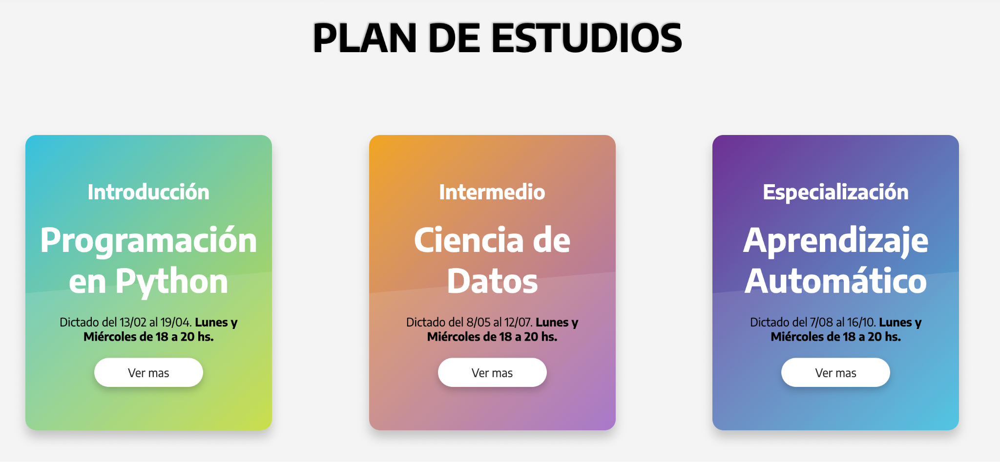 PLAN DE ESTUDIOS
Introducción
Programación
en Python
Dictado del 13/02 al 19/04. Lunes y
Miércoles de 18 a 20 hs.
Ver mas
Intermedio
Ciencia de
Datos
Dictado del 8/05 al 12/07. Lunes y
Miércoles de 18 a 20 hs.
Ver mas
Especialización
Aprendizaje
Automático
Dictado del 7/08 al 16/10. Lunes y
Miércoles de 18 a 20 hs.
Ver mas